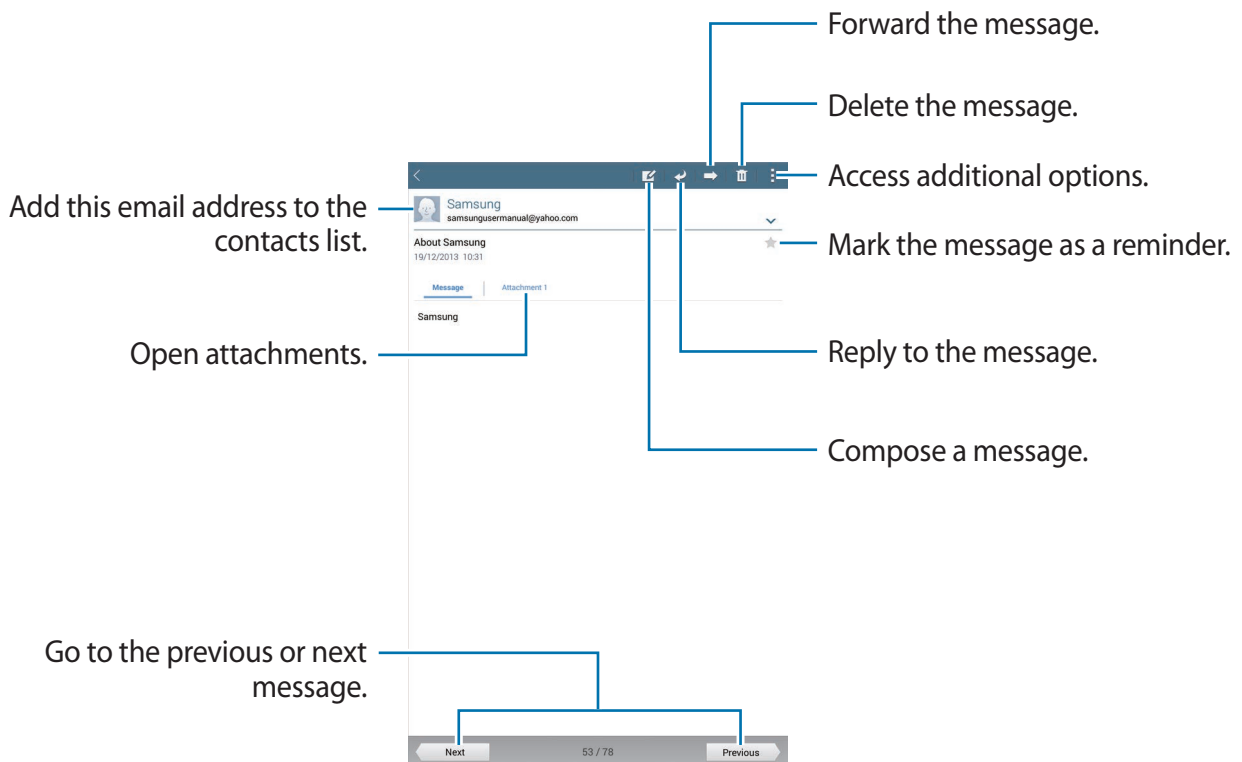 Forward the message.
Delete the message.
Access additional options.
Add this email address to the
contacts list.
Samsung
samsungusermanual@yahoo.com
About Samsung
19/12/2013 10:31
Mark the message as a reminder.
Message
Attachment 1
Samsung
Open attachments.
Reply to the message.
Compose a message.
Go to the previous or next
message.
Next
53 / 78
Previous